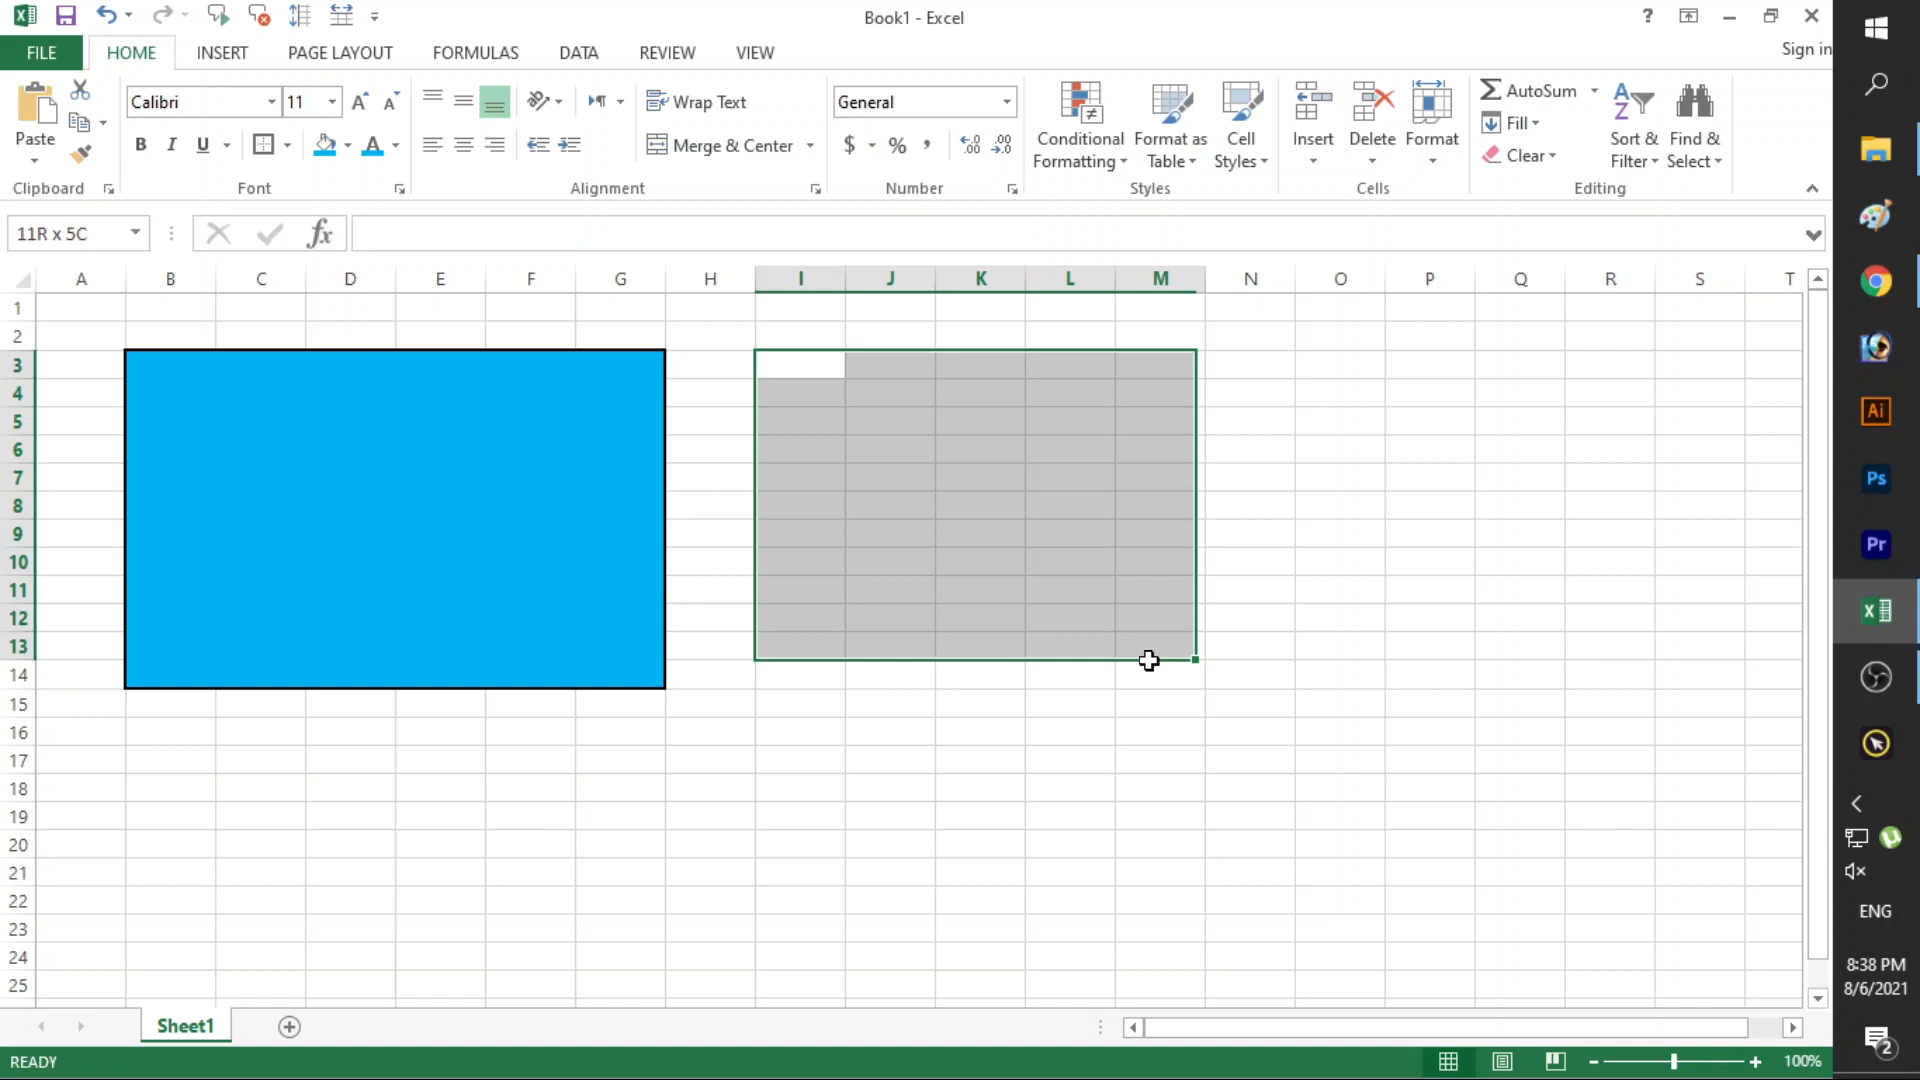 Book1 - Excel
Sign in
FILE HOME INSERT PAGE LAYOUT FORMULAS DATA REVIEW VIEW
Paste
Clipboard
Calibri 11
B I U A
Font
Wrap Text
Merge & Center
Alignment
General
$ % ,
Number
Conditional Formatting
Format as Table
Cell Styles
Styles
Insert Delete Format
Cells
AutoSum
Fill
Clear
Sort & Filter
Find & Select
Editing
11R x 5C
fx
A B C D E F G H I J K L M N O P Q R S T
1
2
3
4
5
6
7
8
9
10
11
12
13
14
15
16
17
18
19
20
21
22
23
24
25
Sheet1
READY
100%
Ai
Ps
Pr
ENG
8:38 PM
8/6/2021
2